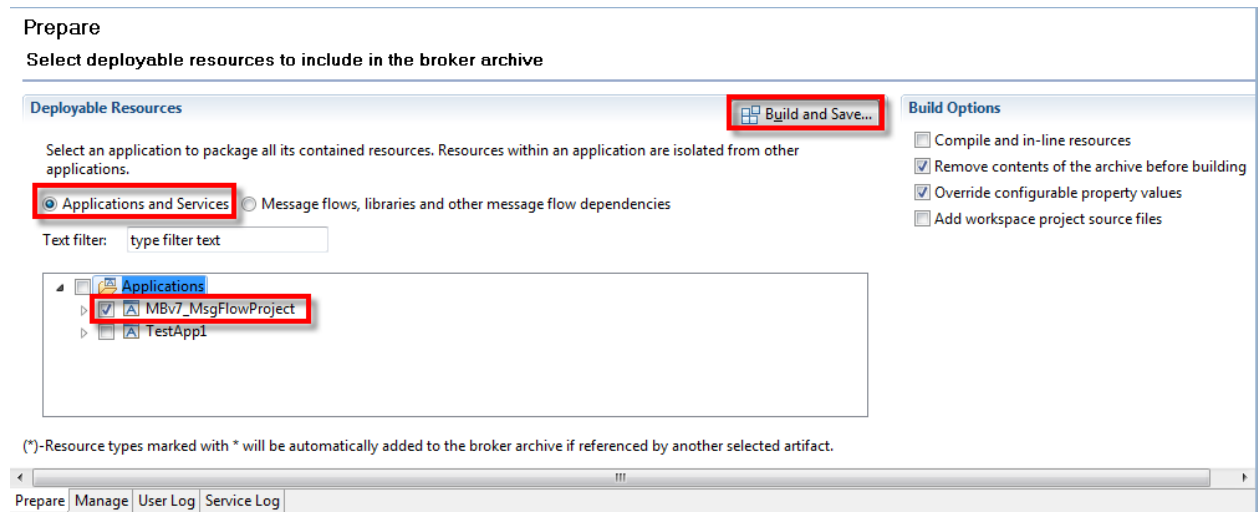 Prepare
Select deployable resources to include in the broker archive
Deployable Resources
Build and Save...
Select an application to package all its contained resources. Resources within an application are isolated from other
applications.
Applications and Services
Message flows, libraries and other message flow dependencies
Text filter:
type filter text
Applications
MBv7_MsgFlowProject
TestApp1
(*)-Resource types marked with * will be automatically added to the broker archive if referenced by another selected artifact.
Build Options
Compile and in-line resources
Remove contents of the archive before building
Override configurable property values
Add workspace project source files
Prepare
Manage
User Log
Service Log